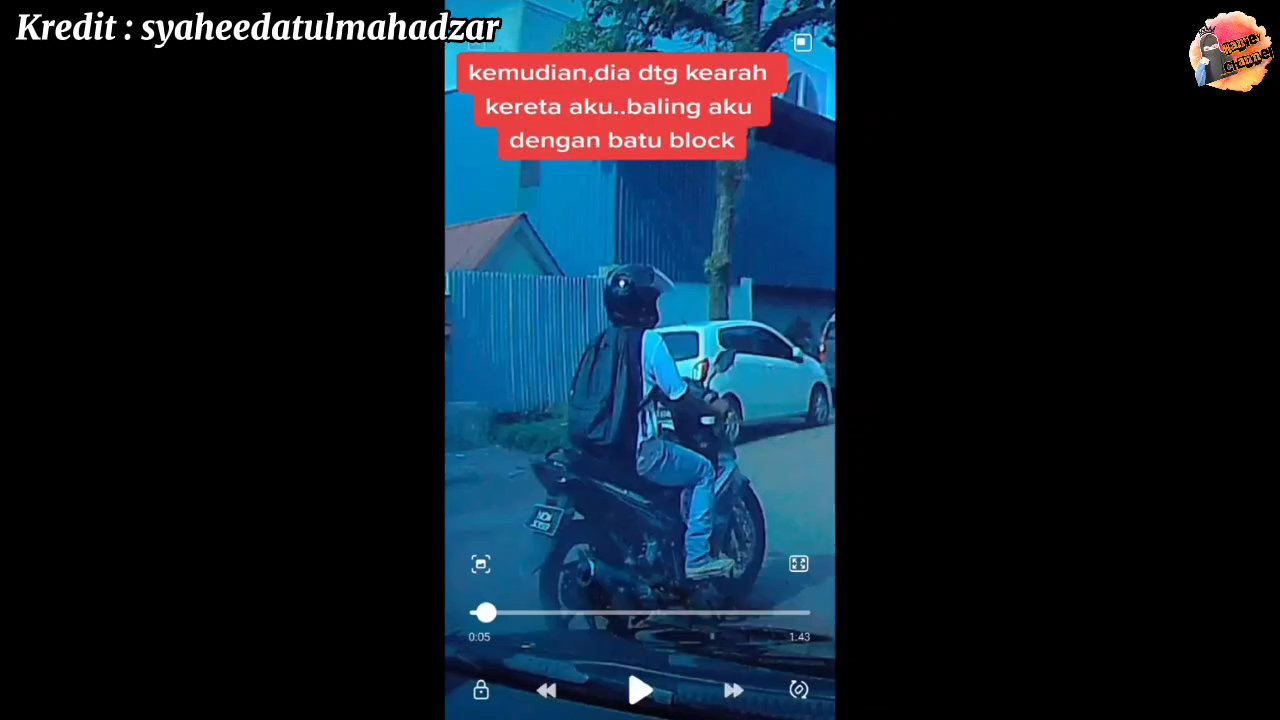 Kredit : syaheedatulmahadzar
kemudian,dia dtg kearah
kereta aku..baling aku
dengan batu block
0:05
1:43